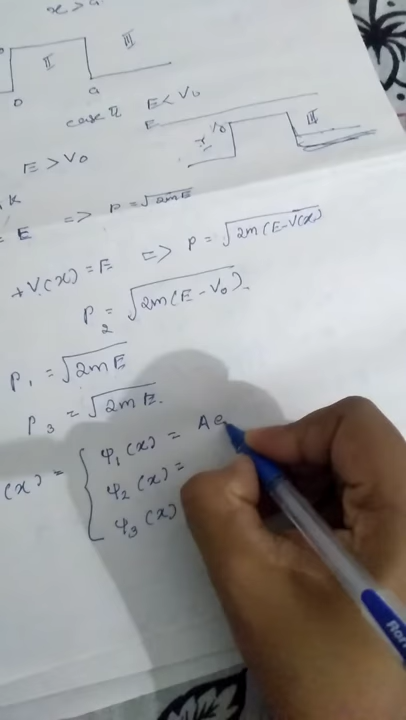 x > a
II III
0 a
case II E < V₀
E
I V₀ III
E > V₀
= E => P = √2mE
+ V(x) = E => P = √2m(E - V(x))
P₂ = √2m(E - V₀)
P₁ = √2mE
P₃ = √2mE.
(x) = { φ₁(x) = Ae
φ₂(x) =
φ₃(x)